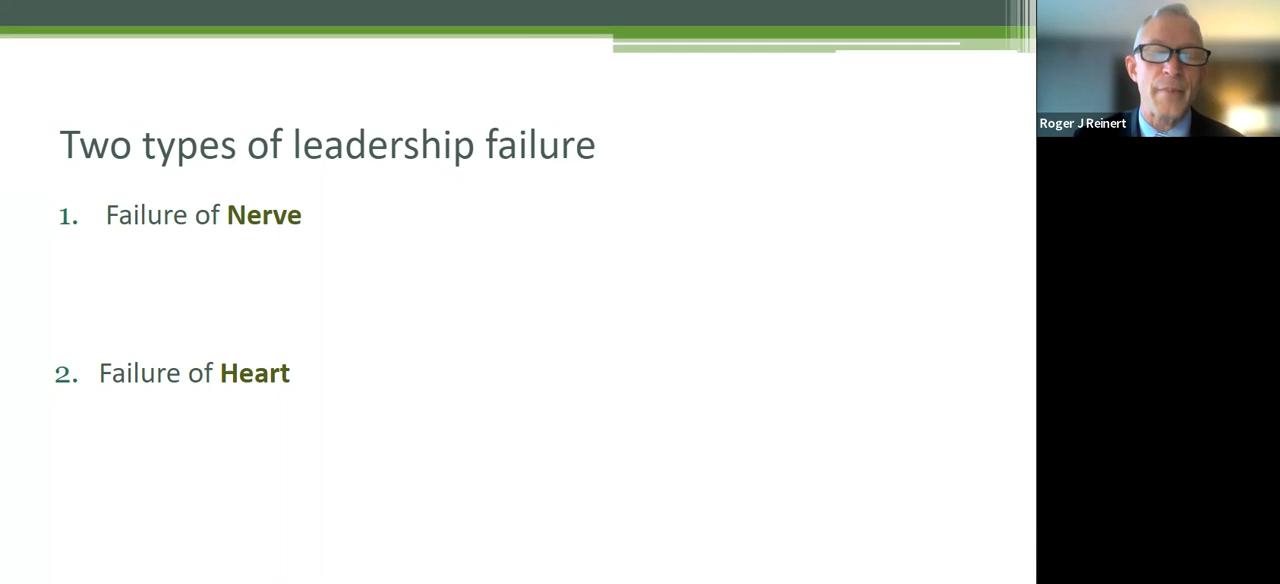 Two types of leadership failure
1. Failure of Nerve
2. Failure of Heart
Roger J Reinert